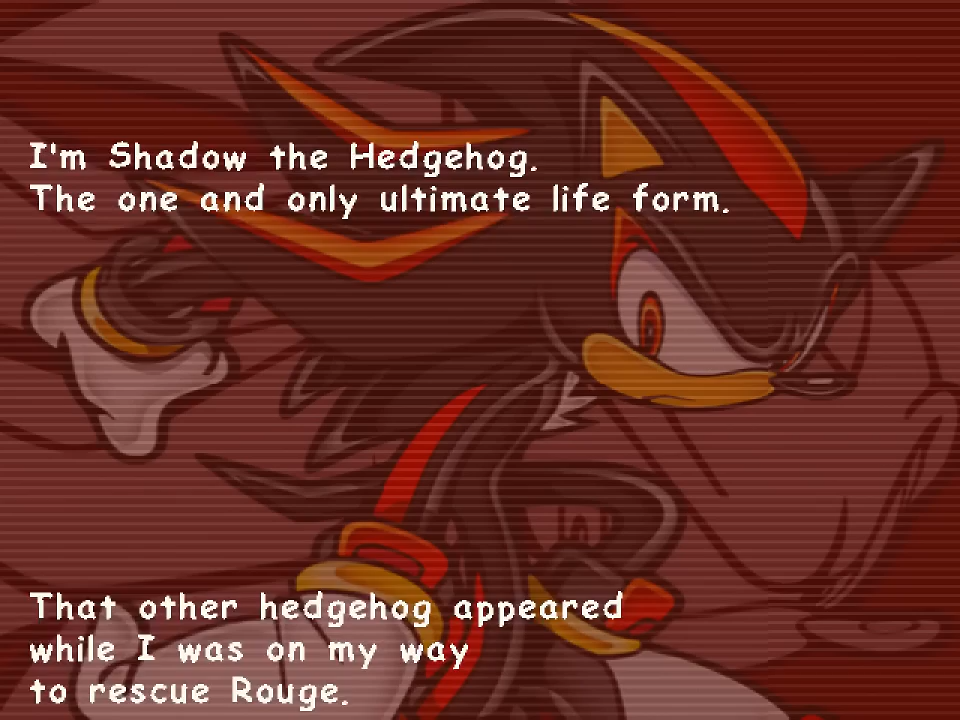 I'm Shadow the Hedgehog.
The one and only ultimate life form.
That other hedgehog appeared
while I was on my way
to rescue Rouge.